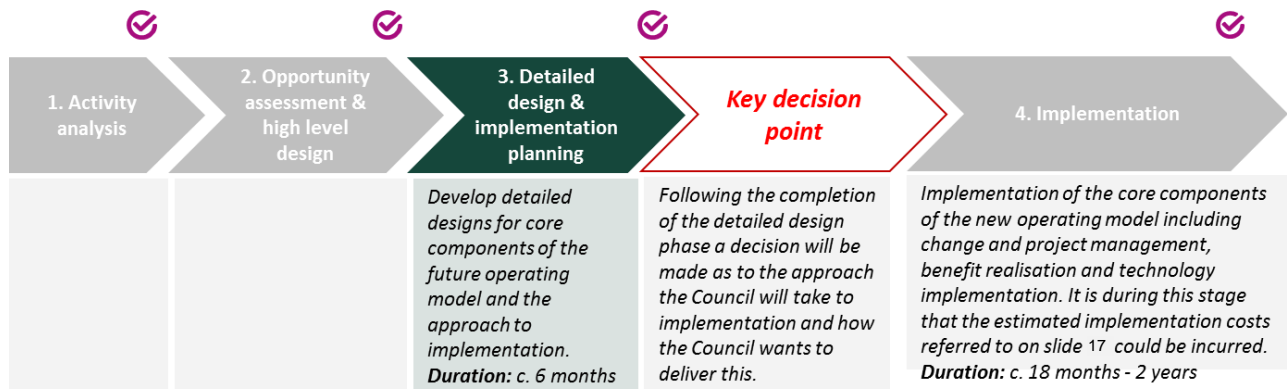 1. Activity
analysis
2. Opportunity
assessment &
high level
design
3. Detailed
design &
implementation
planning
Key decision
point
4. Implementation
Develop detailed
designs for core
components of the
future operating
model and the
approach to
implementation.
Duration: c. 6 months
Following the completion
of the detailed design
phase a decision will be
made as to the approach
the Council will take to
implementation and how
the Council wants to
deliver this.
Implementation of the core components
of the new operating model including
change and project management,
benefit realisation and technology
implementation. It is during this stage
that the estimated implementation costs
referred to on slide 17 could be incurred.
Duration: c. 18 months - 2 years